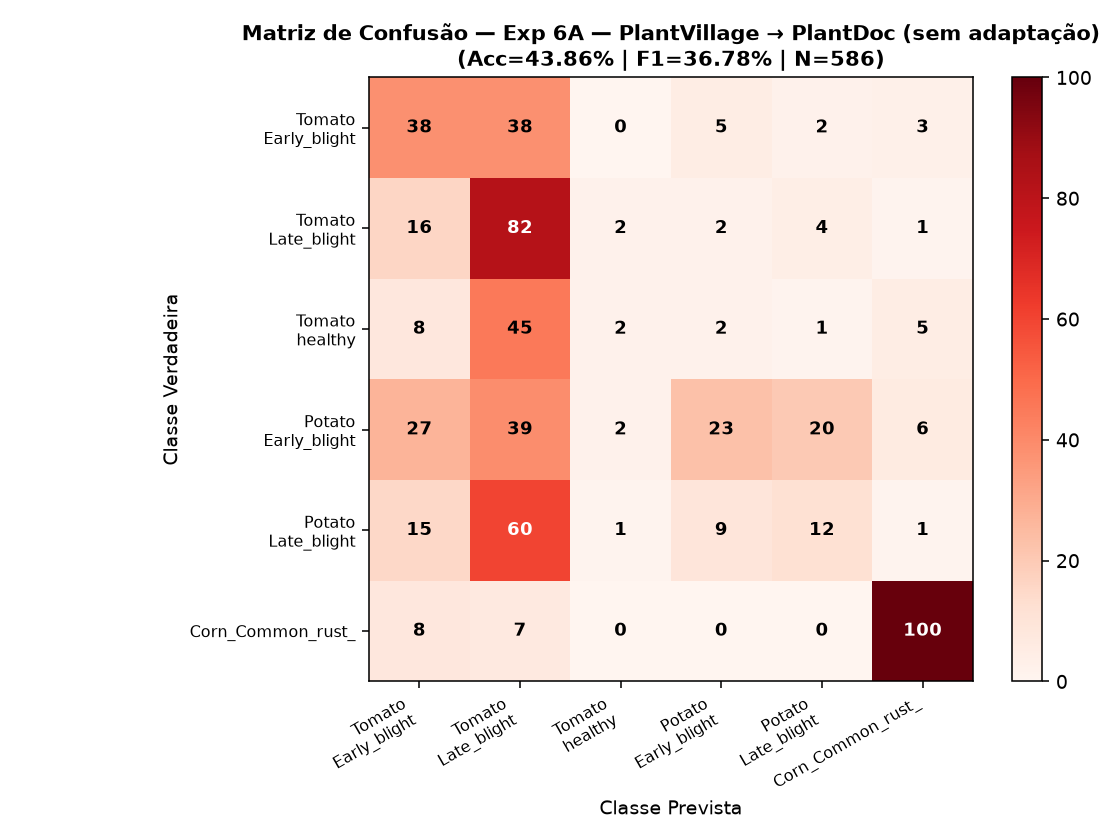 Matriz de Confusão — Exp 6A — PlantVillage → PlantDoc (sem adaptação)
(Acc=43.86% | F1=36.78% | N=586)
Classe Verdadeira
Tomato
Early_blight
38 38 0 5 2 3
Tomato
Late_blight
16 82 2 2 4 1
Tomato
healthy
8 45 2 2 1 5
Potato
Early_blight
27 39 2 23 20 6
Potato
Late_blight
15 60 1 9 12 1
Corn_Common_rust_
8 7 0 0 0 100
Tomato
Early_blight
Tomato
Late_blight
Tomato
healthy
Potato
Early_blight
Potato
Late_blight
Corn_Common_rust_
Classe Prevista
100
80
60
40
20
0